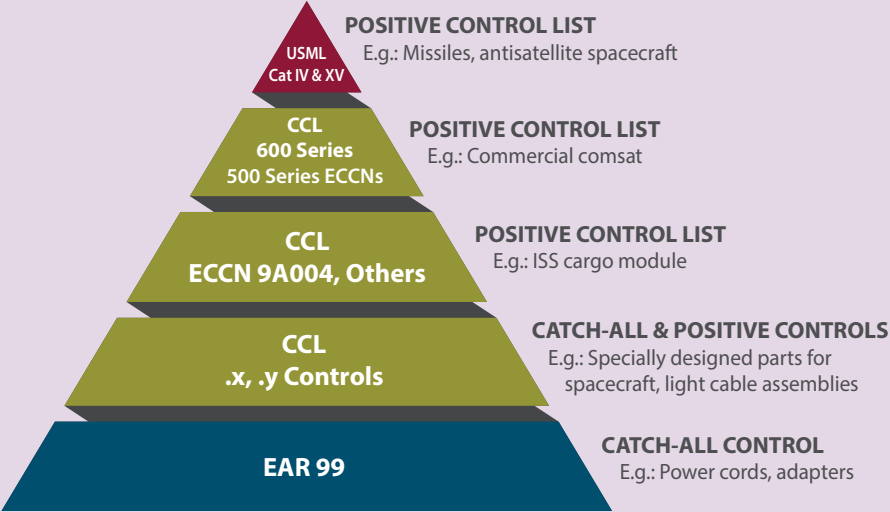 USML
Cat IV & XV
POSITIVE CONTROL LIST
E.g.: Missiles, antisatellite spacecraft
CCL
600 Series
500 Series ECCNs
POSITIVE CONTROL LIST
E.g.: Commercial comsat
CCL
ECCN 9A004, Others
POSITIVE CONTROL LIST
E.g.: ISS cargo module
CCL
.x, .y Controls
CATCH-ALL & POSITIVE CONTROLS
E.g.: Specially designed parts for
spacecraft, light cable assemblies
EAR 99
CATCH-ALL CONTROL
E.g.: Power cords, adapters